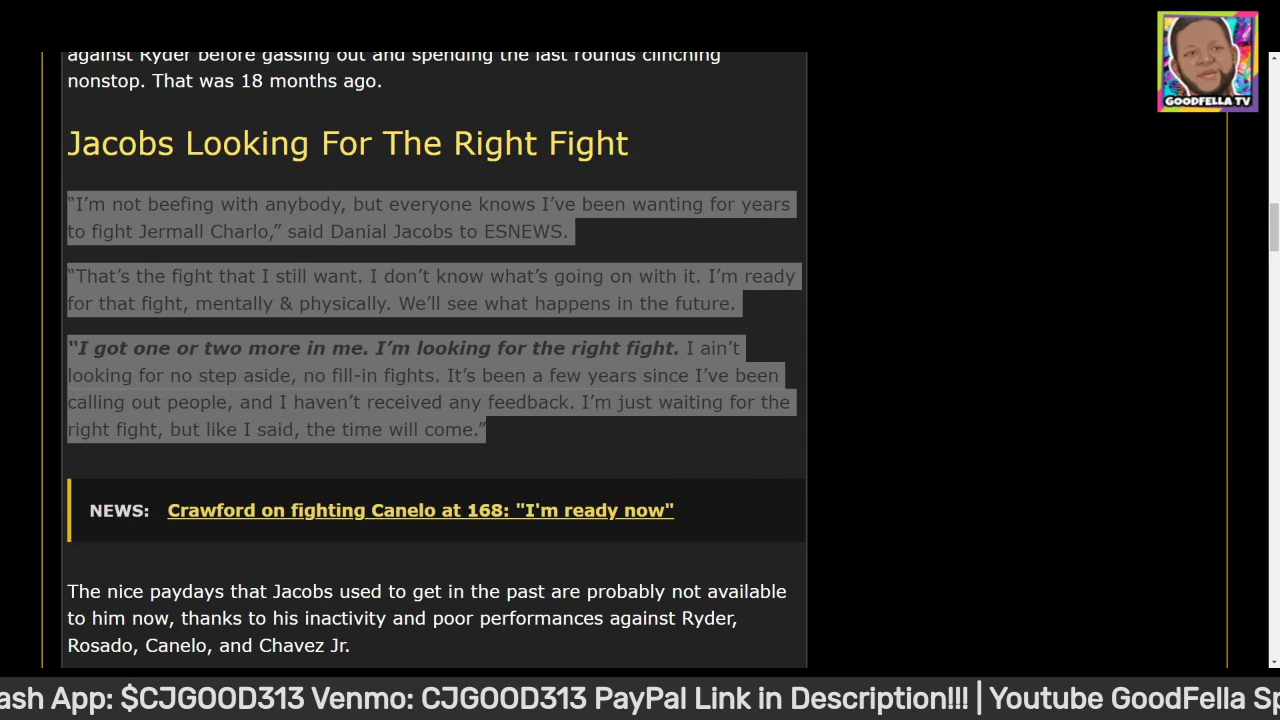 GOODFELLA TV
against Ryder before gassing out and spending the last rounds clinching
nonstop. That was 18 months ago.
Jacobs Looking For The Right Fight
“I’m not beefing with anybody, but everyone knows I’ve been wanting for years
to fight Jermall Charlo,” said Danial Jacobs to ESNEWS.
“That’s the fight that I still want. I don’t know what’s going on with it. I’m ready
for that fight, mentally & physically. We’ll see what happens in the future.
“I got one or two more in me. I’m looking for the right fight. I ain’t
looking for no step aside, no fill-in fights. It’s been a few years since I’ve been
calling out people, and I haven’t received any feedback. I’m just waiting for the
right fight, but like I said, the time will come.”
NEWS: Crawford on fighting Canelo at 168: "I'm ready now"
The nice paydays that Jacobs used to get in the past are probably not available
to him now, thanks to his inactivity and poor performances against Ryder,
Rosado, Canelo, and Chavez Jr.
ash App: $CJGOOD313 Venmo: CJGOOD313 PayPal Link in Description!!! | Youtube GoodFella Sp